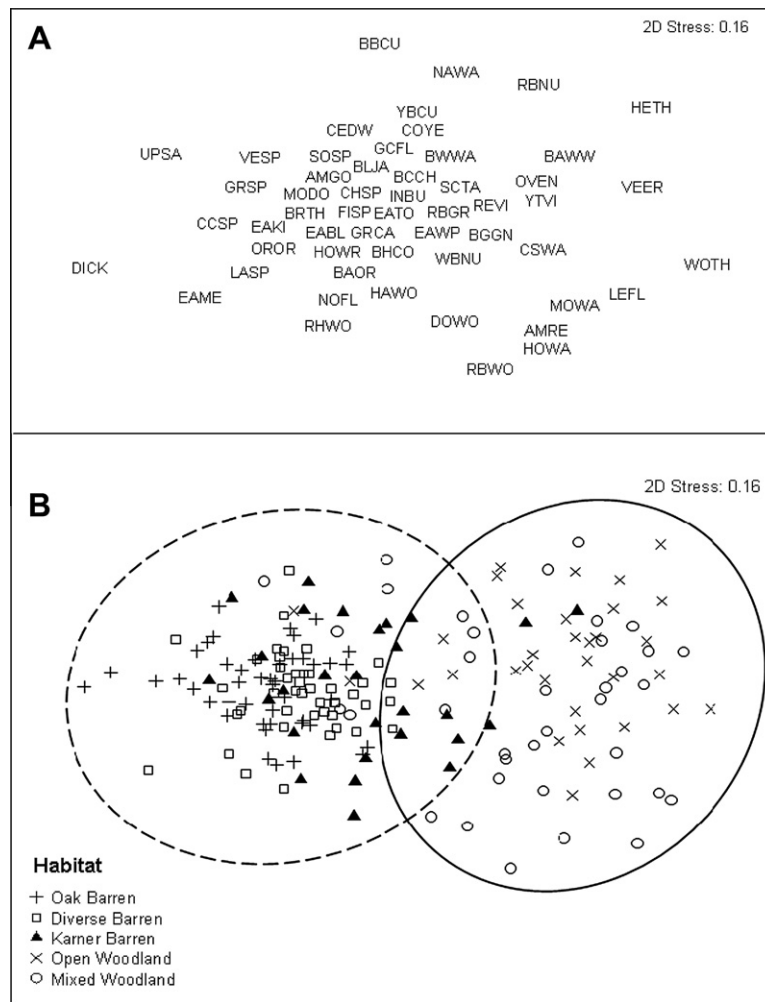 A
2D Stress: 0.16
BBCU
NAWA
RBNU
HETH
YBCU
CEDW COYE
GCFL
UPSA VESP SOSP BWWA BAWW
BLJA
AMGO BCCH OVEN
GRSP MODO CHSP INBU SCTA VEER
YTVI
BRTH FISP EATO RBGR REVI
CCSP EAKI EABL GRCA EAWP BGGN
OROR HOWR BHCO WBNU CSWA
DICK LASP BAOR WOTH
EAME NOFL HAWO LEFL
MOWA
RHWO DOWO AMRE
HOWA
RBWO
B
2D Stress: 0.16
Habitat
Oak Barren
Diverse Barren
Karner Barren
Open Woodland
Mixed Woodland